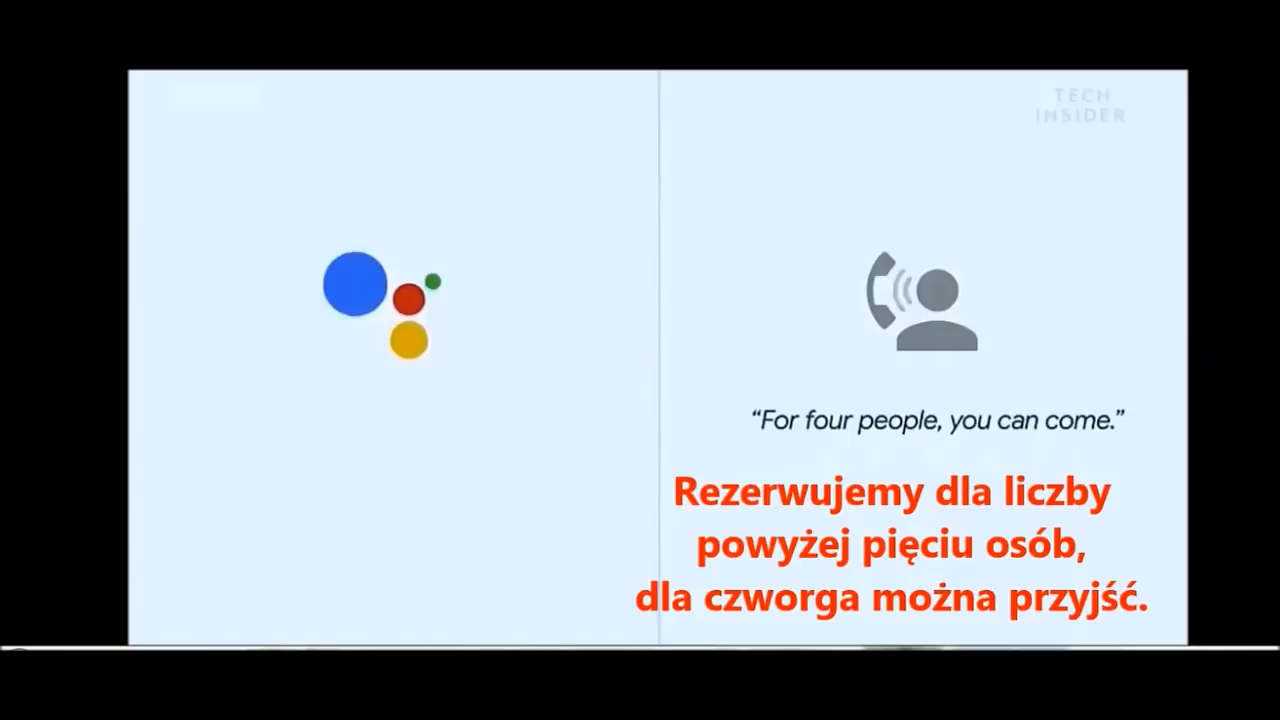 TECH
INSIDER
“For four people, you can come.”
Rezerwujemy dla liczby
powyżej pięciu osób,
dla czworga można przyjść.